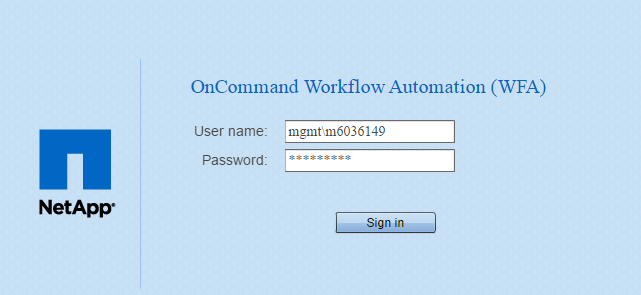 OnCommand Workflow Automation (WFA)
User name: mgmt\m6036149
Password: *********
NetApp®
Sign in